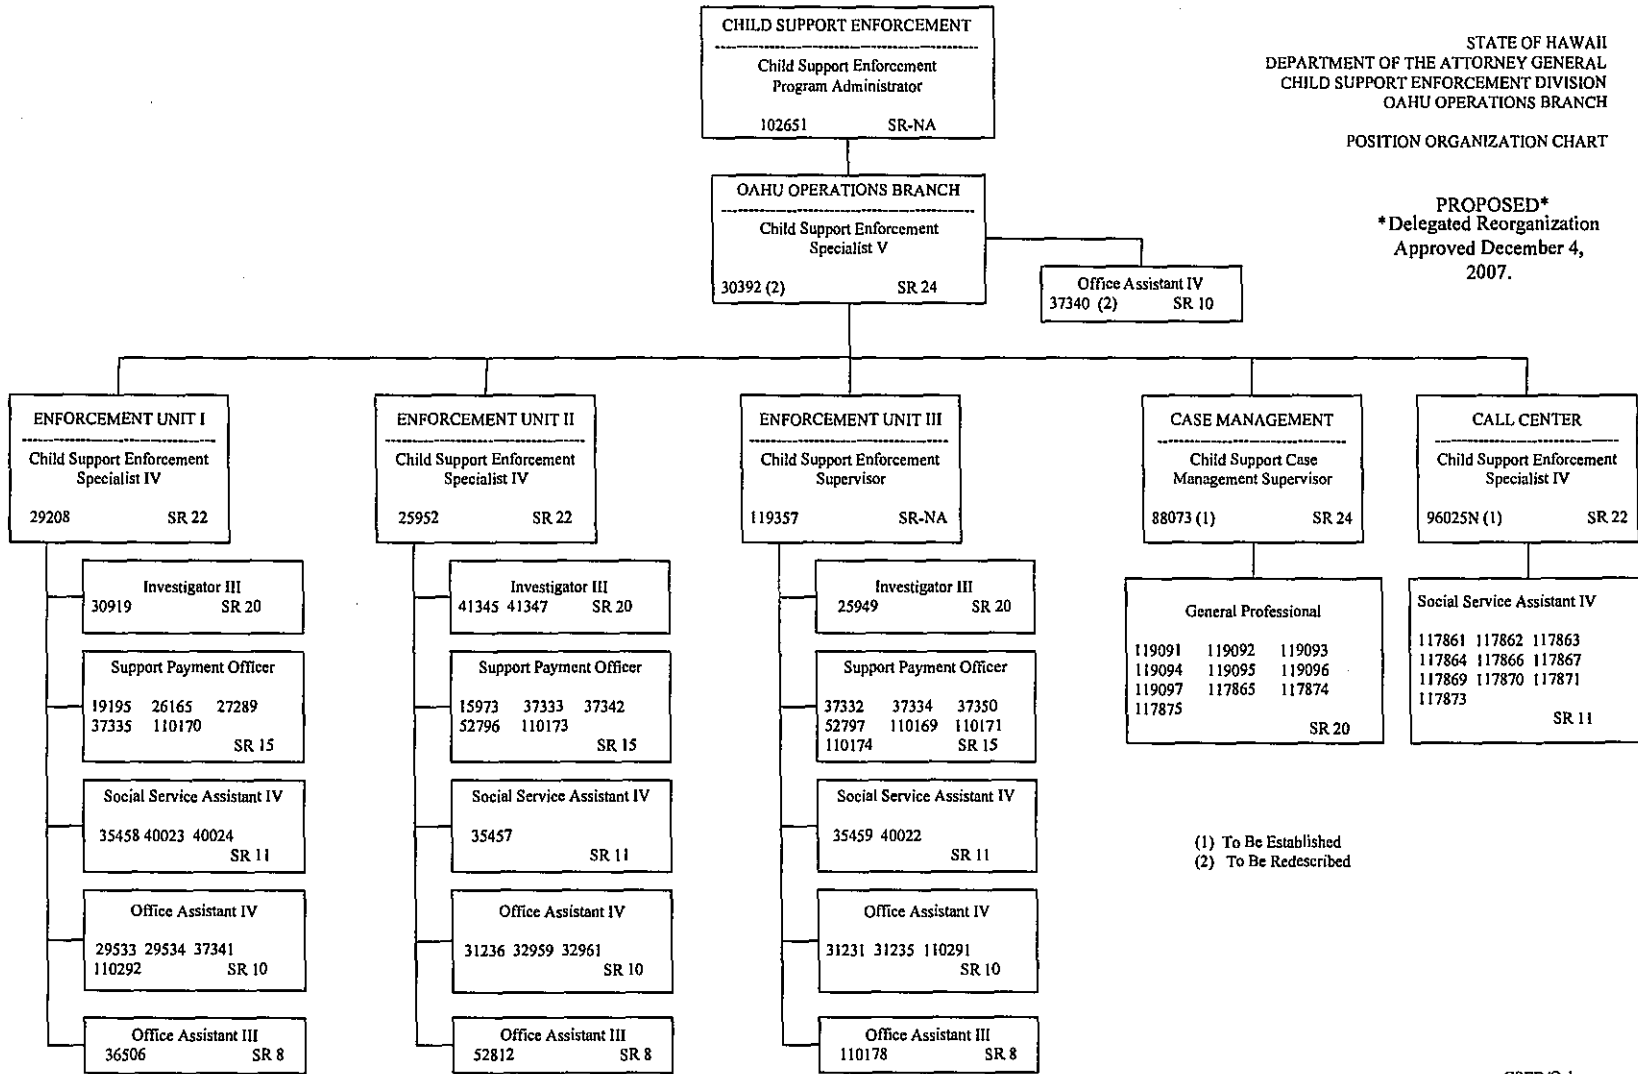 CHILD SUPPORT ENFORCEMENT
Child Support Enforcement
Program Administrator
102651 SR-NA
STATE OF HAWAII
DEPARTMENT OF THE ATTORNEY GENERAL
CHILD SUPPORT ENFORCEMENT DIVISION
OAHU OPERATIONS BRANCH
POSITION ORGANIZATION CHART
PROPOSED*
*Delegated Reorganization
Approved December 4,
2007.
OAHU OPERATIONS BRANCH
Child Support Enforcement
Specialist V
30392 (2) SR 24
Office Assistant IV
37340 (2) SR 10
ENFORCEMENT UNIT I
Child Support Enforcement
Specialist IV
29208 SR 22
Investigator III
30919 SR 20
Support Payment Officer
19195 26165 27289
37335 110170
SR 15
Social Service Assistant IV
35458 40023 40024
SR 11
Office Assistant IV
29533 29534 37341
110292 SR 10
Office Assistant III
36506 SR 8
ENFORCEMENT UNIT II
Child Support Enforcement
Specialist IV
25952 SR 22
Investigator III
41345 41347 SR 20
Support Payment Officer
15973 37333 37342
52796 110173
SR 15
Social Service Assistant IV
35457
SR 11
Office Assistant IV
31236 32959 32961
SR 10
Office Assistant III
52812 SR 8
ENFORCEMENT UNIT III
Child Support Enforcement
Supervisor
119357 SR-NA
Investigator III
25949 SR 20
Support Payment Officer
37332 37334 37350
52797 110169 110171
110174 SR 15
Social Service Assistant IV
35459 40022
SR 11
Office Assistant IV
31231 31235 110291
SR 10
Office Assistant III
110178 SR 8
CASE MANAGEMENT
Child Support Case
Management Supervisor
88073 (1) SR 24
General Professional
119091 119092 119093
119094 119095 119096
119097 117865 117874
117875
SR 20
CALL CENTER
Child Support Enforcement
Specialist IV
96025N (1) SR 22
Social Service Assistant IV
117861 117862 117863
117864 117866 117867
117869 117870 117871
117873
SR 11
(1) To Be Established
(2) To Be Redescribed